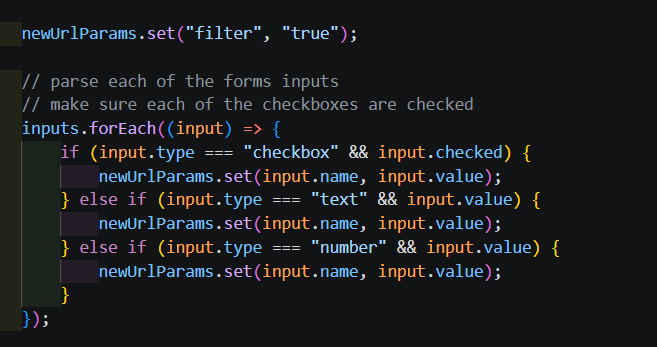 newUrlParams.set("filter", "true");
// parse each of the forms inputs
// make sure each of the checkboxes are checked
inputs.forEach((input) => {
if (input.type === "checkbox" && input.checked) {
newUrlParams.set(input.name, input.value);
} else if (input.type === "text" && input.value) {
newUrlParams.set(input.name, input.value);
} else if (input.type === "number" && input.value) {
newUrlParams.set(input.name, input.value);
}
});